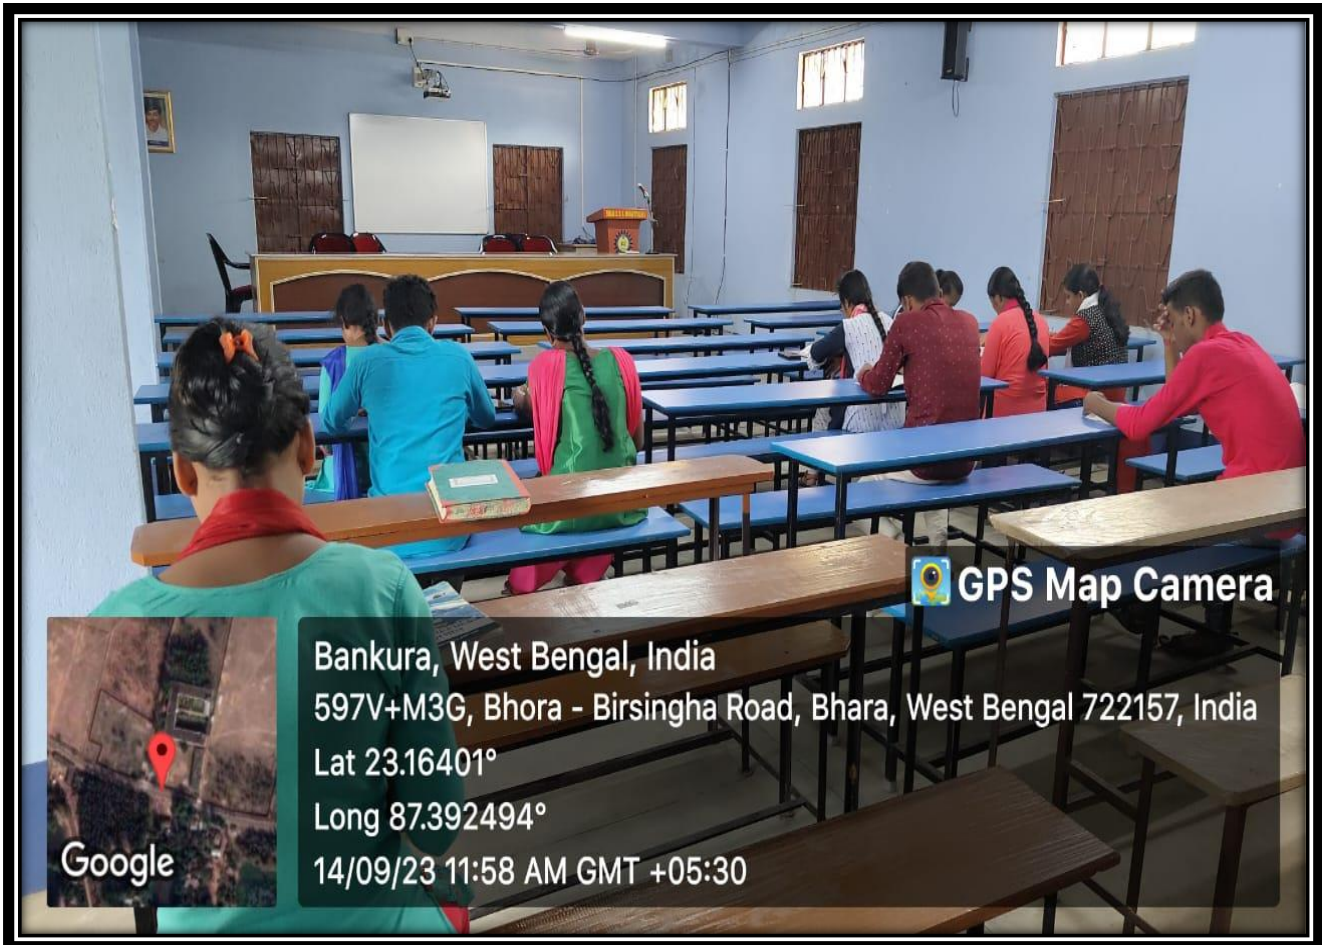 GPS Map Camera
Bankura, West Bengal, India
597V+M3G, Bhora - Birsingha Road, Bhara, West Bengal 722157, India
Lat 23.16401°
Long 87.392494°
14/09/23 11:58 AM GMT +05:30
Google